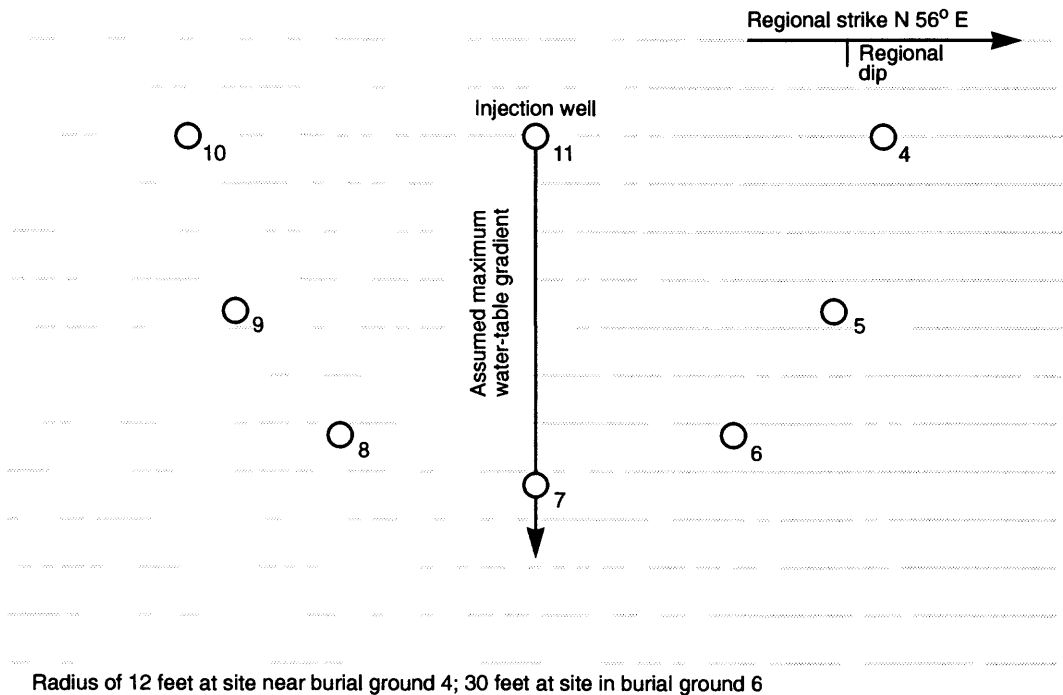 Regional strike N 56° E
Regional
dip
Injection well
10
11
4
Assumed maximum
water-table gradient
9
5
8
6
7
Radius of 12 feet at site near burial ground 4; 30 feet at site in burial ground 6